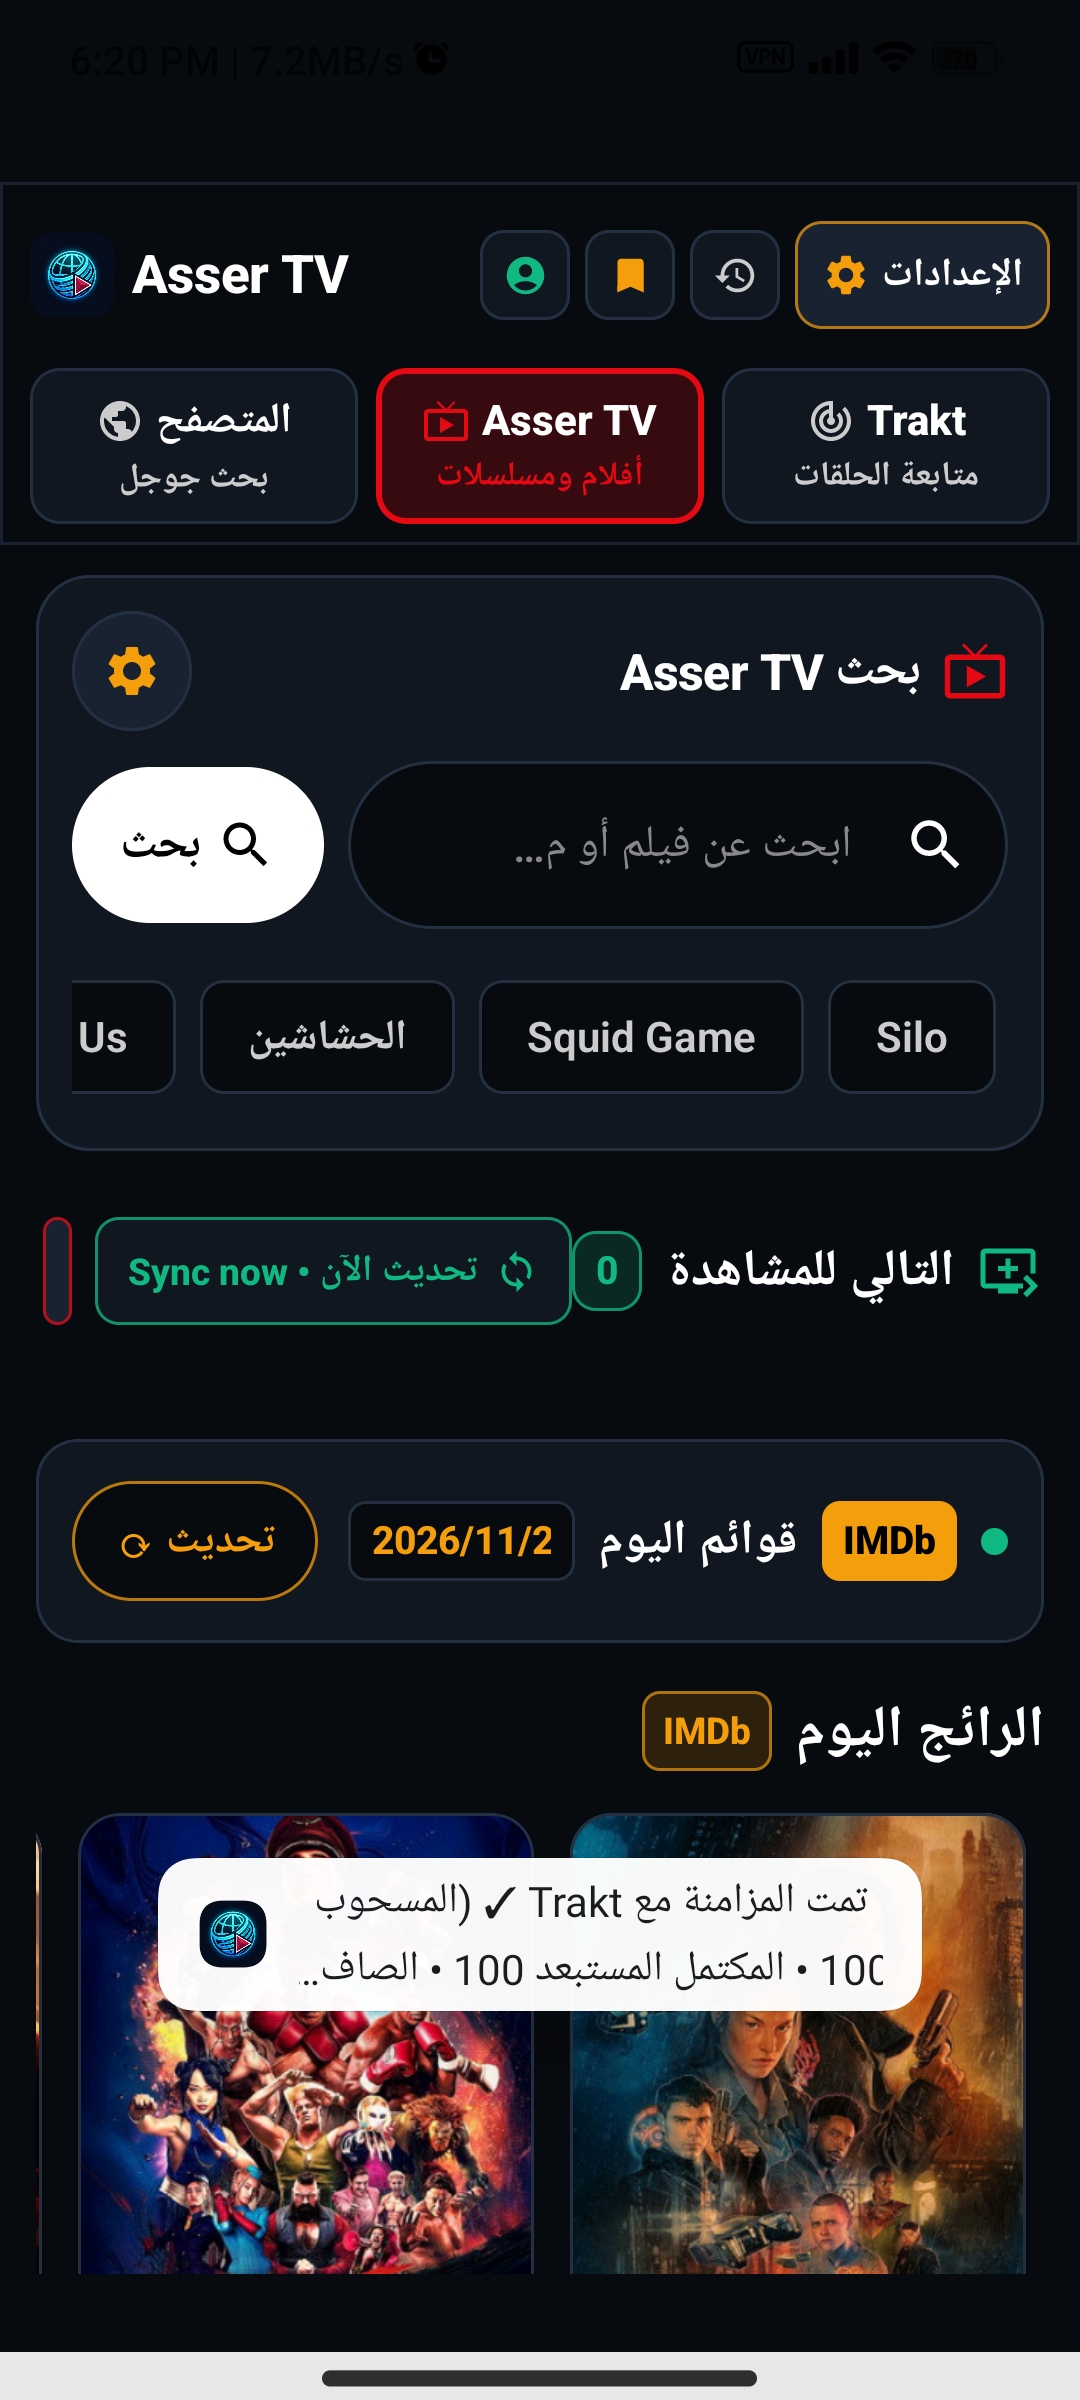 6:20 PM | 7.2MB/s
VPN
70
Asser TV
الإعدادات
Trakt
متابعة الحلقات
Asser TV
أفلام ومسلسلات
المتصفح
بحث جوجل
بحث Asser TV
ابحث عن فيلم أو م...
بحث
Silo
Squid Game
الحشاشين
Us
التالي للمشاهدة
0
تحديث الآن • Sync now
IMDb
قوائم اليوم
2026/11/2
تحديث
الرائج اليوم
IMDb
تمت المزامنة مع Trakt ✓ (المسحوب
100 • المكتمل المستبعد 100 • الصاف...